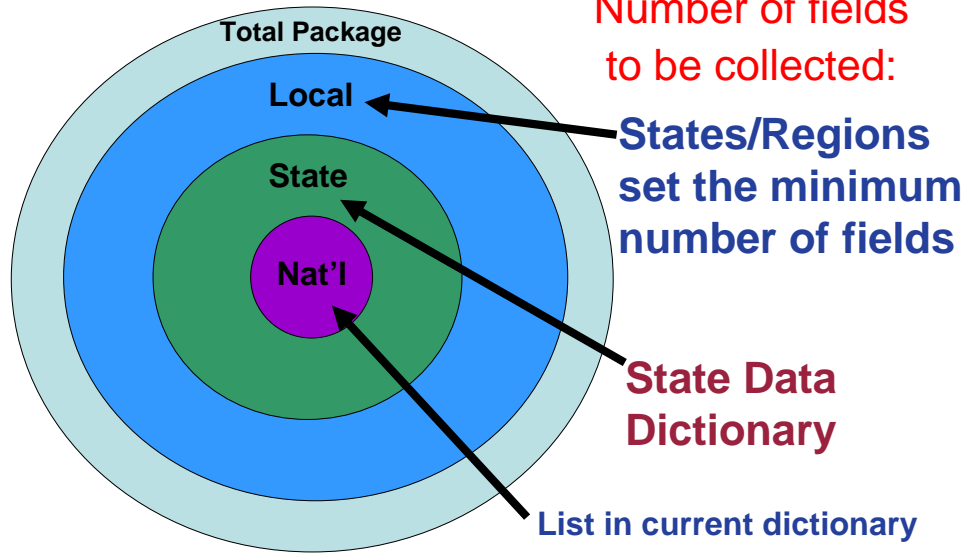 Number of fields
to be collected:
Total Package
Local
States/Regions
set the minimum
number of fields
State
Nat'l
State Data
Dictionary
List in current dictionary